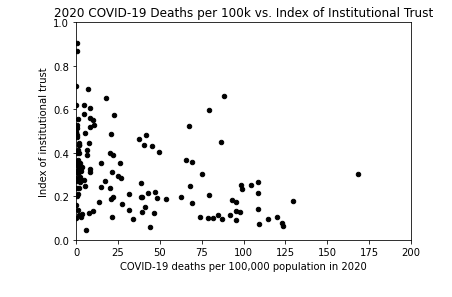 2020 COVID-19 Deaths per 100k vs. Index of Institutional Trust
Index of institutional trust
1.0
0.8
0.6
0.4
0.2
0.0
0 25 50 75 100 125 150 175 200
COVID-19 deaths per 100,000 population in 2020